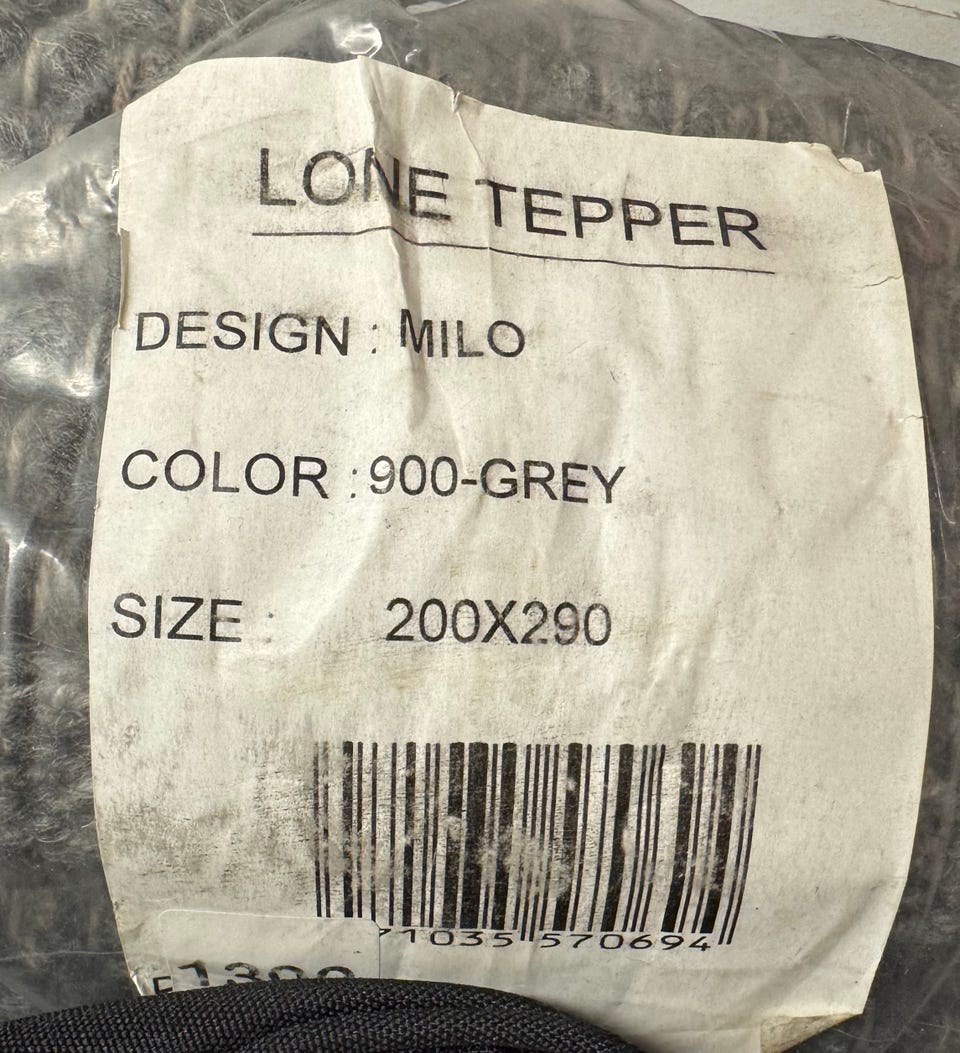 LONE TEPPER
DESIGN : MILO
COLOR : 900-GREY
SIZE : 200X290
71035 570694